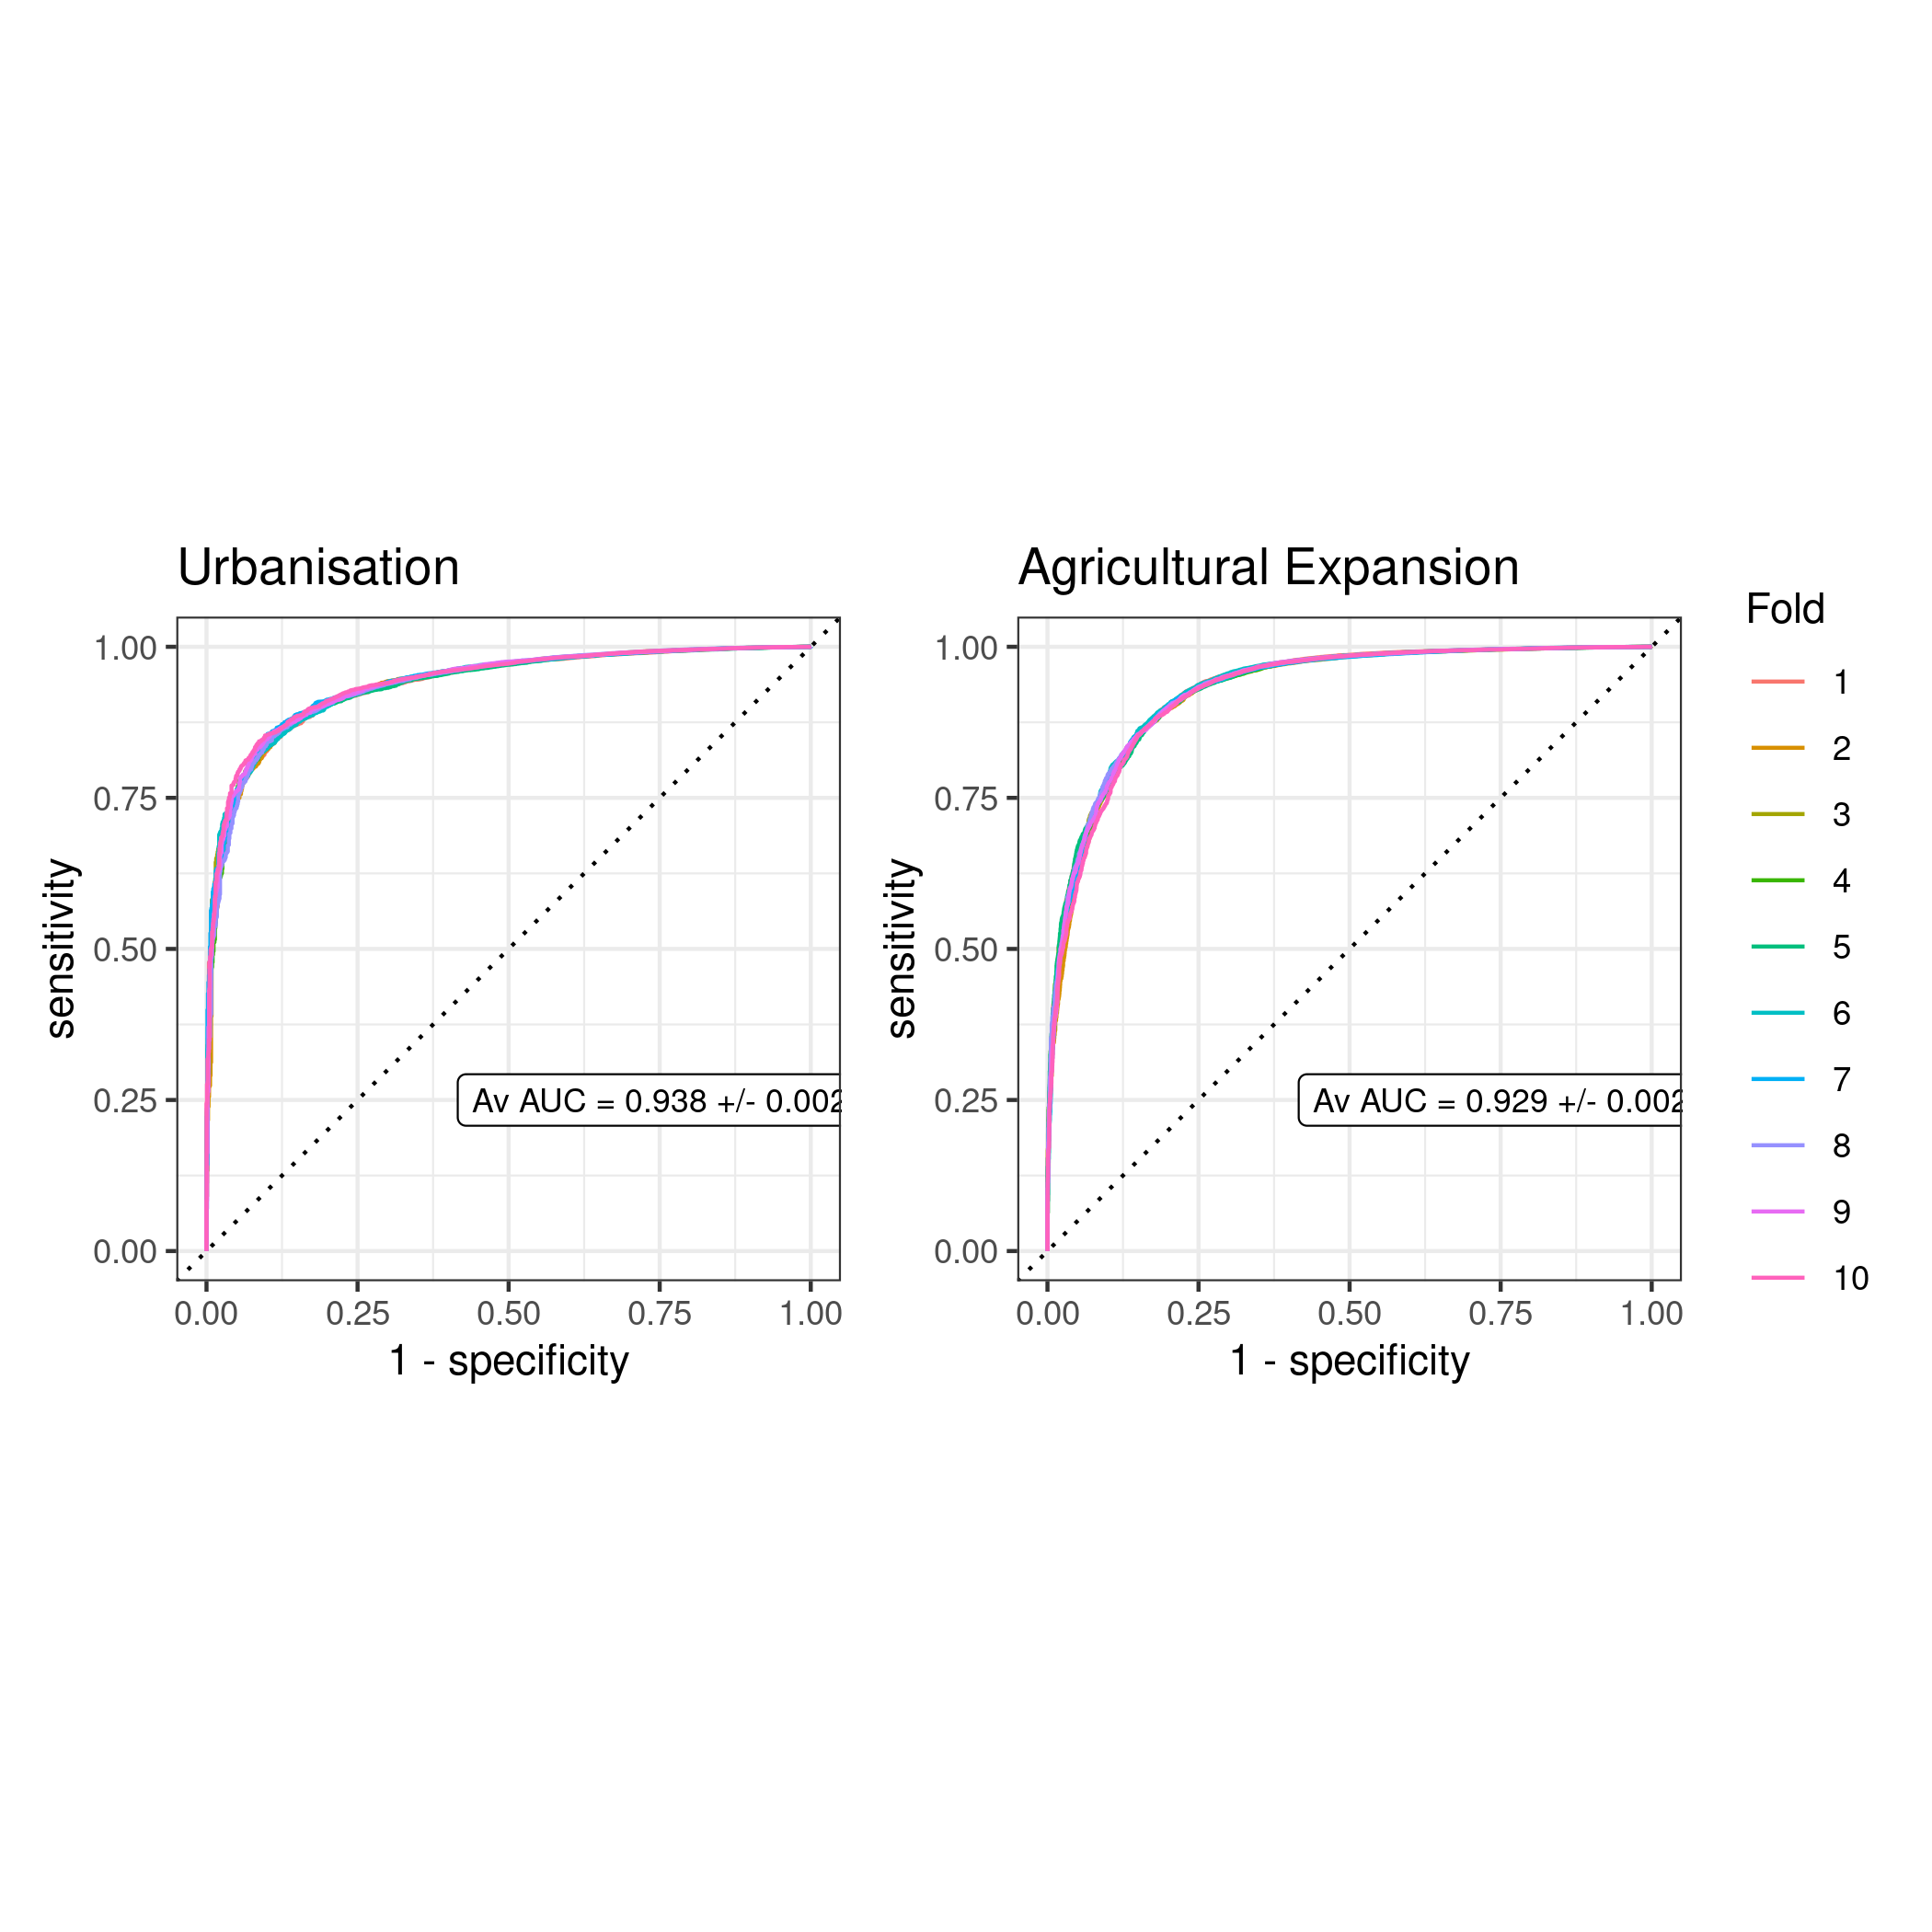 Urbanisation
Agricultural Expansion
Fold
1
2
3
4
5
6
7
8
9
10
sensitivity
1.00
0.75
0.50
0.25
0.00
Av AUC = 0.938 +/- 0.002
0.00 0.25 0.50 0.75 1.00
1 - specificity
sensitivity
1.00
0.75
0.50
0.25
0.00
Av AUC = 0.929 +/- 0.002
0.00 0.25 0.50 0.75 1.00
1 - specificity